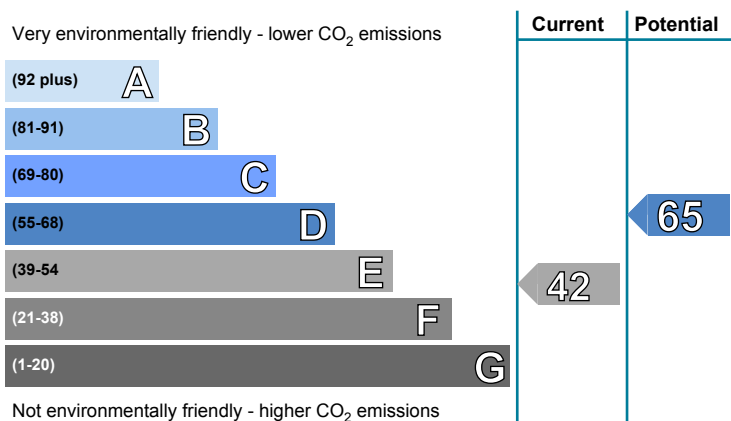 Very environmentally friendly - lower CO₂ emissions
Current
Potential
(92 plus) A
(81-91) B
(69-80) C
(55-68) D
65
(39-54 E
42
(21-38) F
(1-20) G
Not environmentally friendly - higher CO₂ emissions